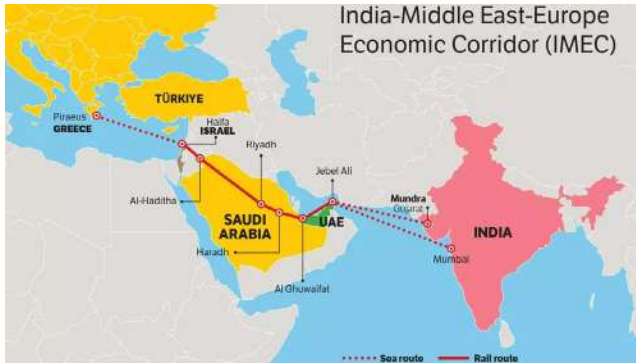 India-Middle East-Europe
Economic Corridor (IMEC)
TÜRKIYE
Piraeus
GREECE
Haifa
ISRAEL
Riyadh
Jebel Ali
Al-Haditha
Mundra
Gujarat
SAUDI
ARABIA
UAE
INDIA
Haradh
Mumbai
Al Ghuwaifat
Sea route
Rail route